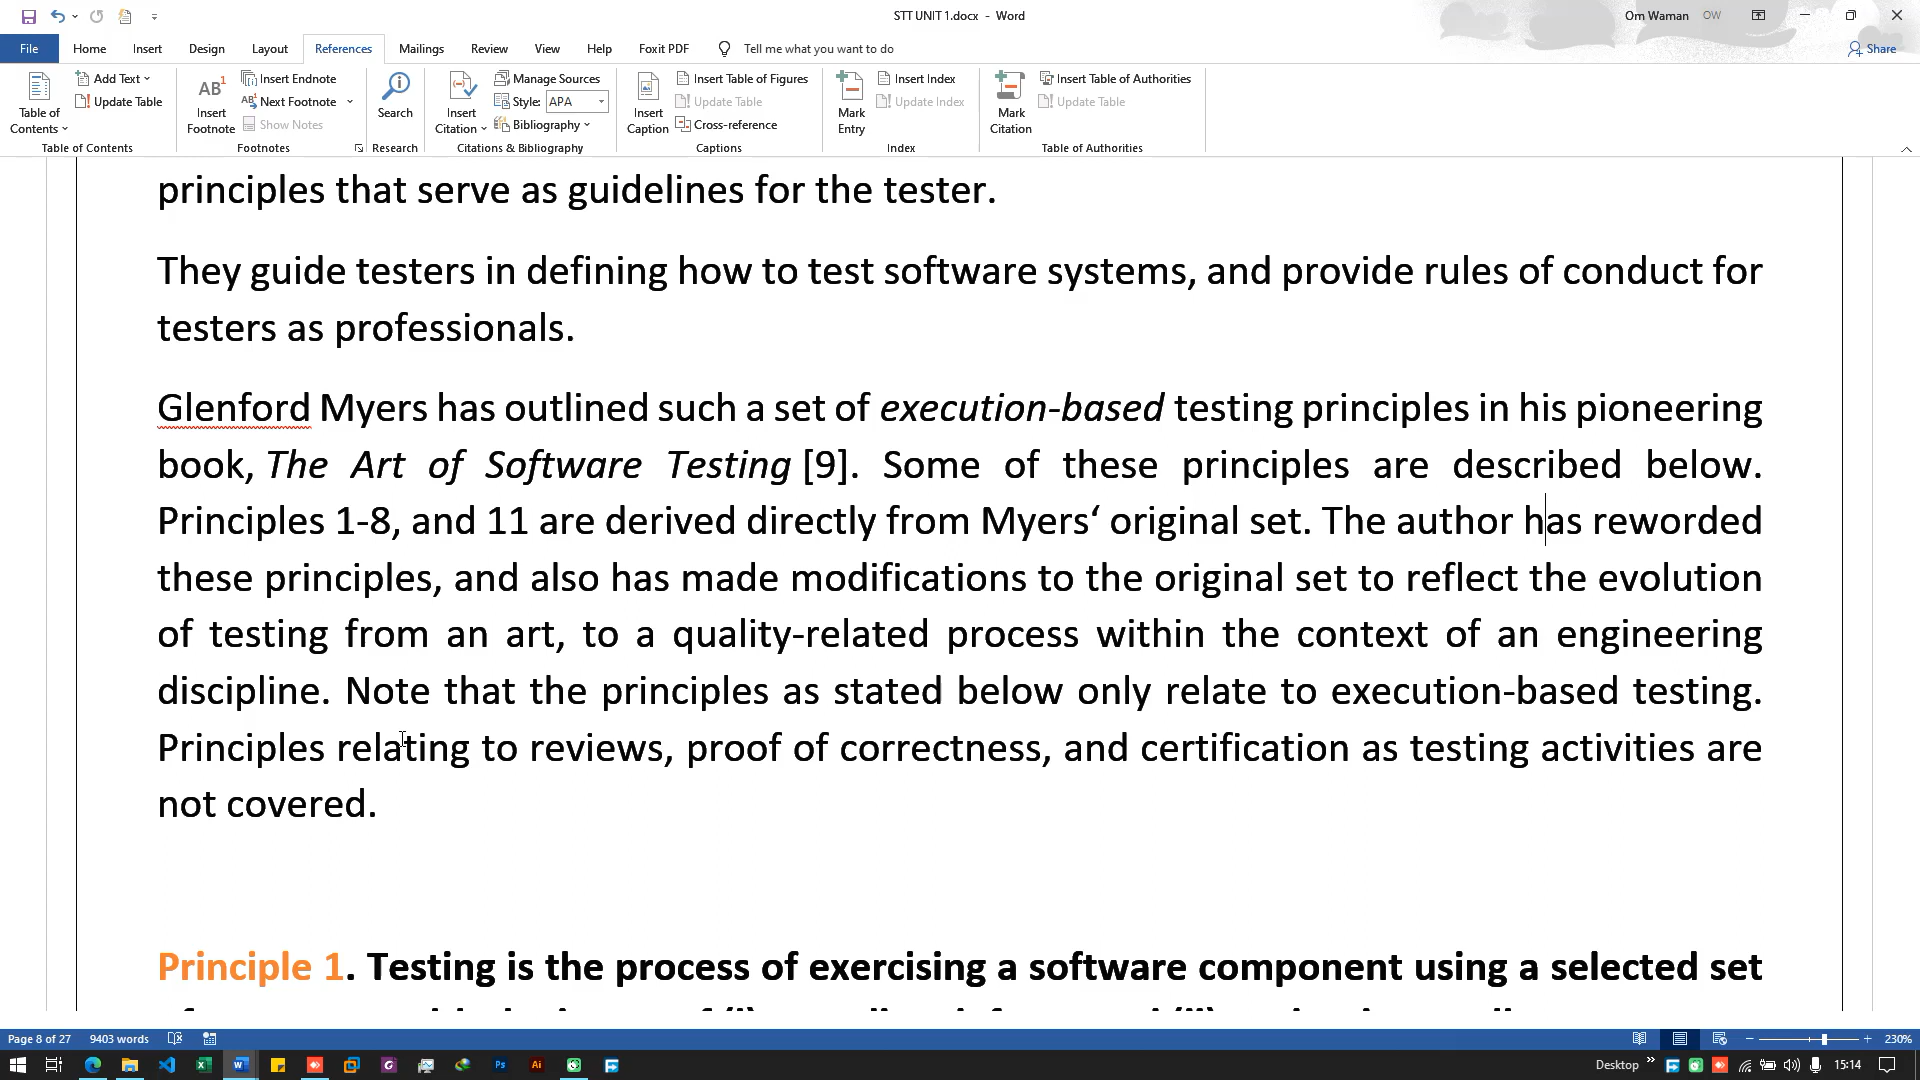 STT UNIT 1.docx - Word
Om Waman OW
File Home Insert Design Layout References Mailings Review View Help Foxit PDF Tell me what you want to do Share
Table of Contents
Add Text
Update Table
Table of Contents
AB1
Insert Footnote
Insert Endnote
Next Footnote
Show Notes
Footnotes
Search
Research
Insert Citation
Manage Sources
Style: APA
Bibliography
Citations & Bibliography
Insert Caption
Insert Table of Figures
Update Table
Cross-reference
Captions
Mark Entry
Insert Index
Update Index
Index
Mark Citation
Insert Table of Authorities
Update Table
Table of Authorities
principles that serve as guidelines for the tester.
They guide testers in defining how to test software systems, and provide rules of conduct for
testers as professionals.
Glenford Myers has outlined such a set of execution-based testing principles in his pioneering
book, The Art of Software Testing [9]. Some of these principles are described below.
Principles 1-8, and 11 are derived directly from Myers‘ original set. The author has reworded
these principles, and also has made modifications to the original set to reflect the evolution
of testing from an art, to a quality-related process within the context of an engineering
discipline. Note that the principles as stated below only relate to execution-based testing.
Principles relating to reviews, proof of correctness, and certification as testing activities are
not covered.
Principle 1. Testing is the process of exercising a software component using a selected set
Page 8 of 27 9403 words 230%
Desktop 15:14